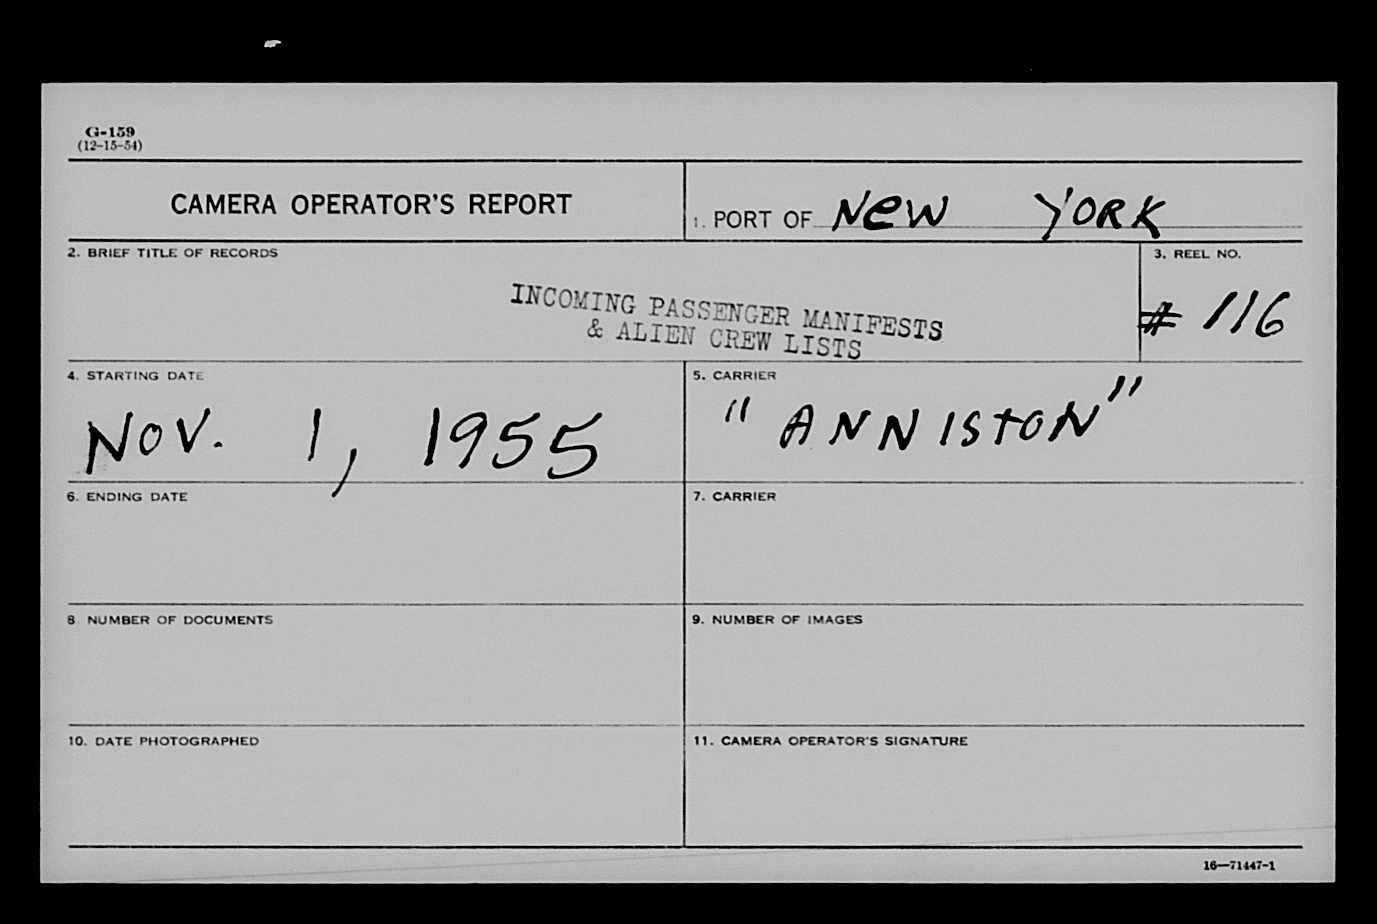 G-159
(12-15-54)
CAMERA OPERATOR'S REPORT
1. PORT OF NEW YORK
2. BRIEF TITLE OF RECORDS
INCOMING PASSENGER MANIFESTS
& ALIEN CREW LISTS
3. REEL NO.
# 116
4. STARTING DATE
NOV. 1, 1955
5. CARRIER
"ANNISTON"
6. ENDING DATE
7. CARRIER
8 NUMBER OF DOCUMENTS
9. NUMBER OF IMAGES
10. DATE PHOTOGRAPHED
11. CAMERA OPERATOR'S SIGNATURE
16—71447-1